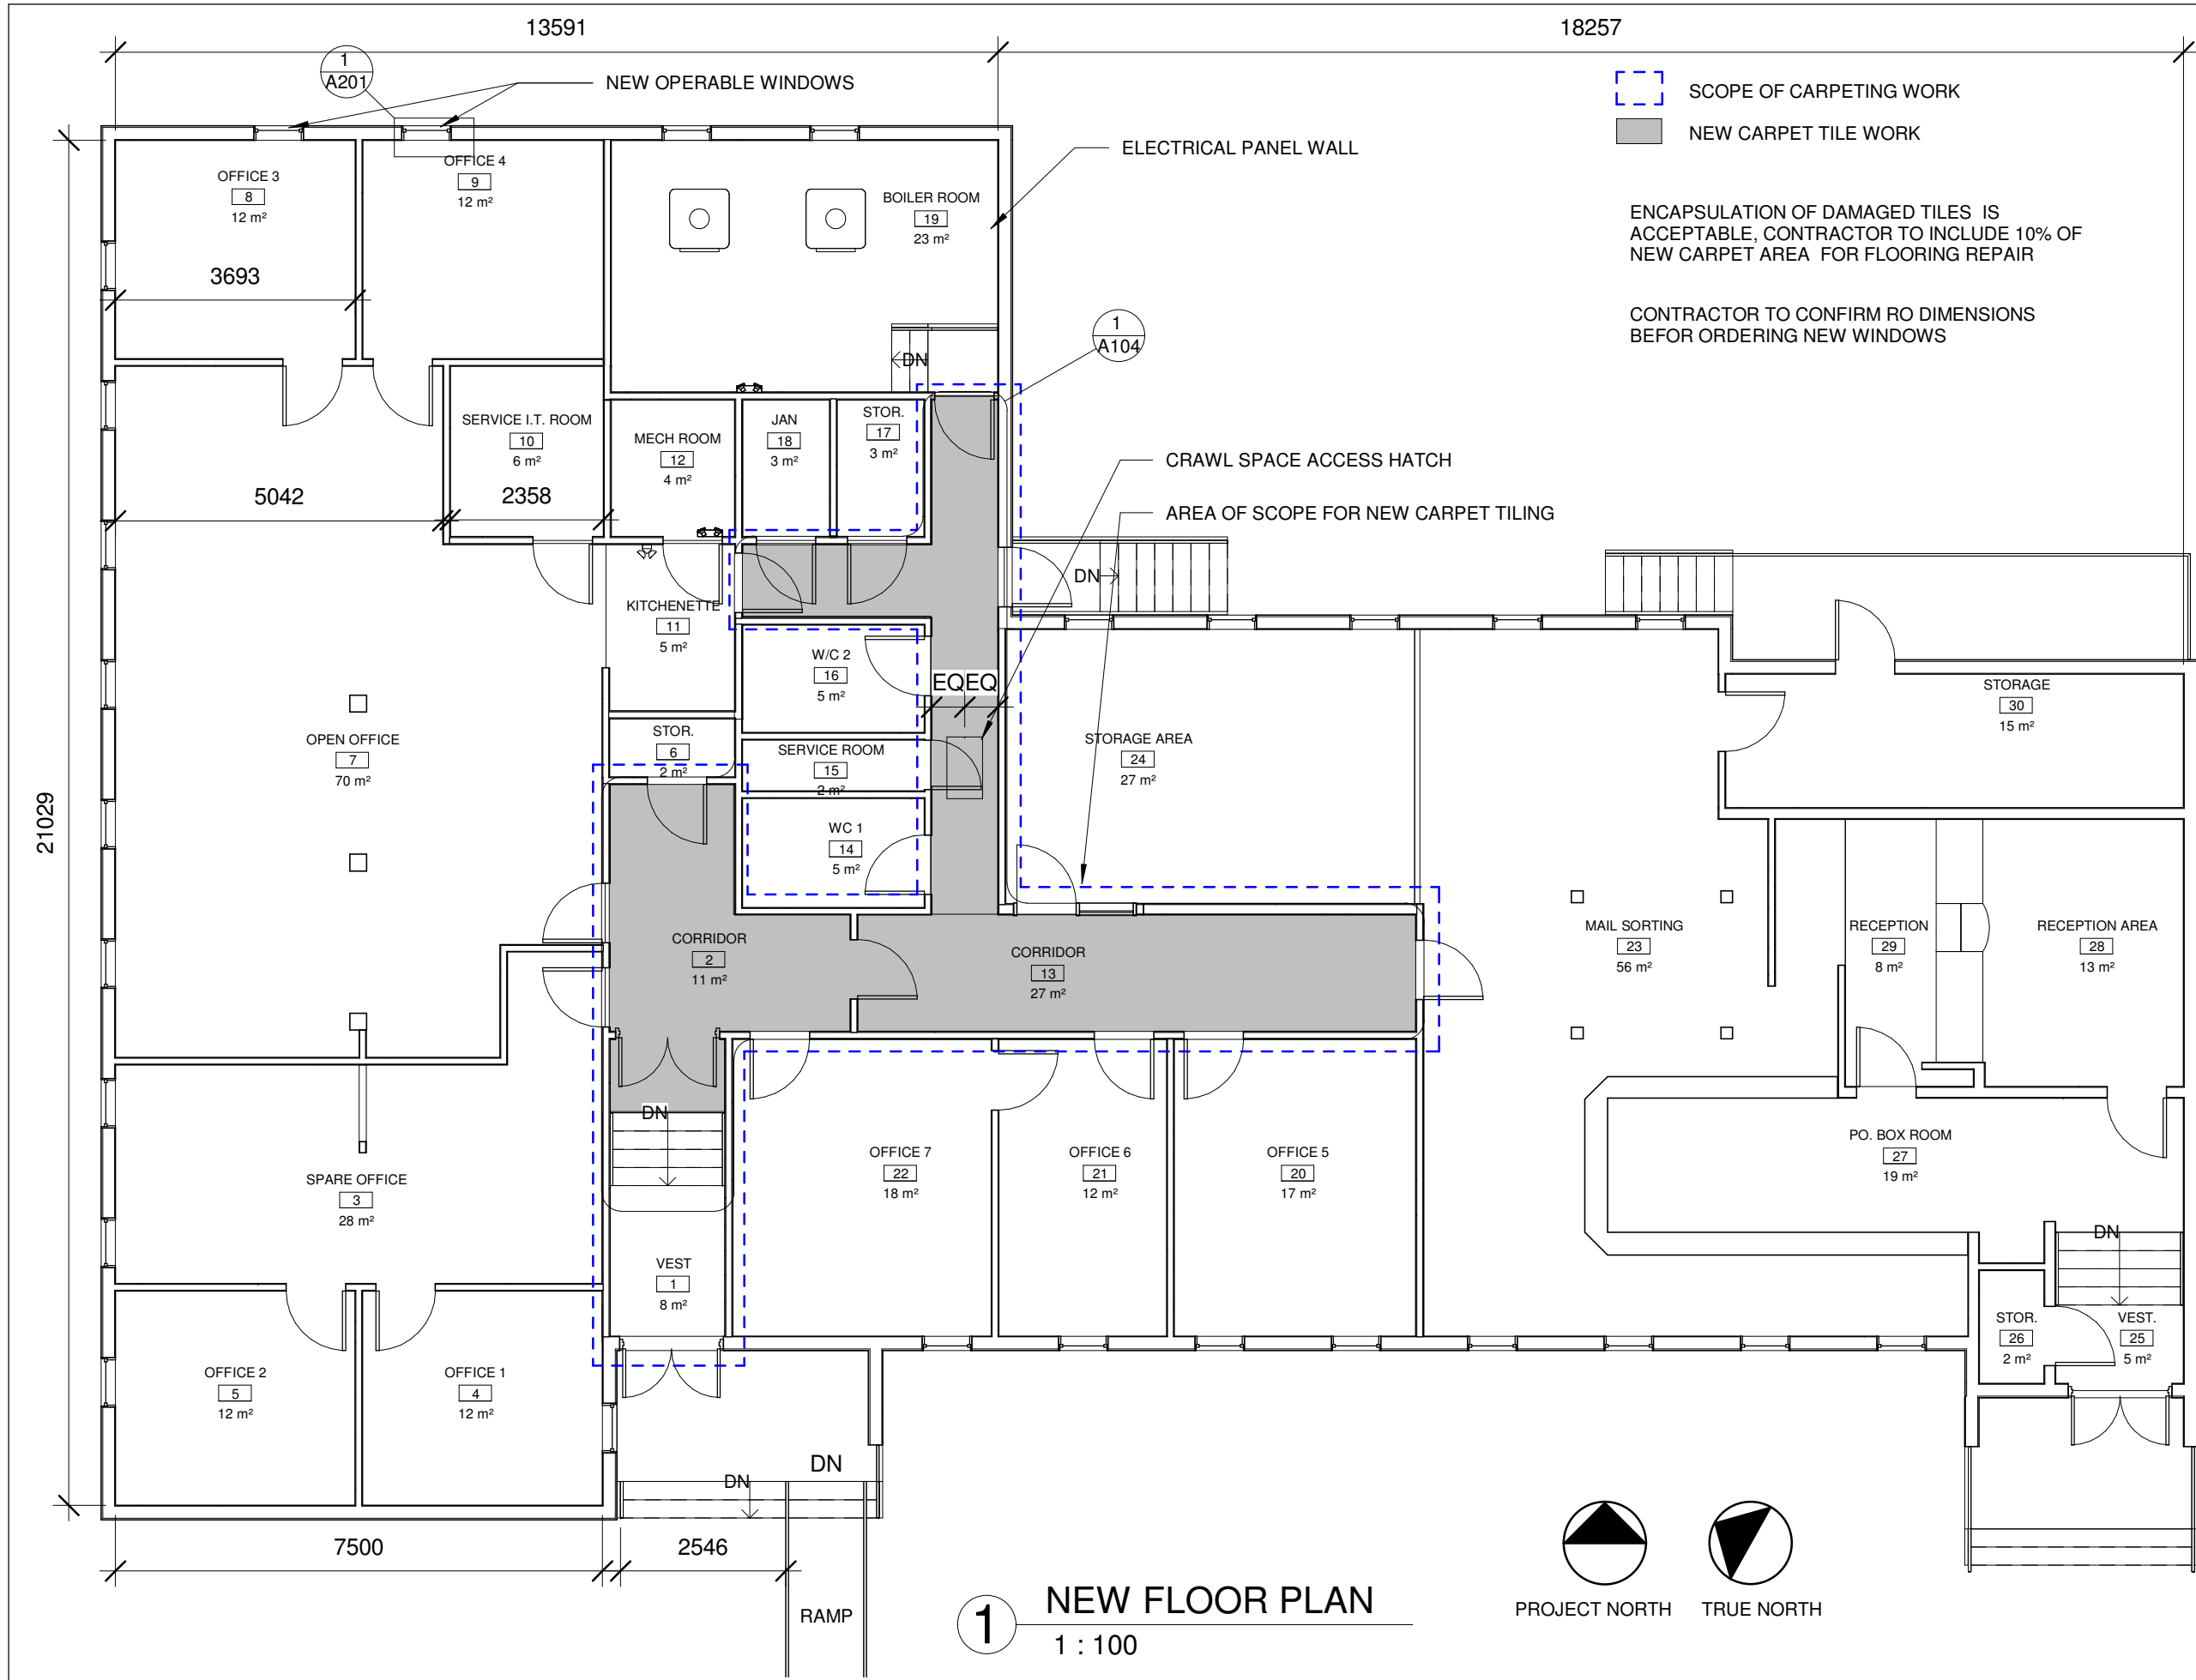 13591
18257
1
A201
NEW OPERABLE WINDOWS
SCOPE OF CARPETING WORK
NEW CARPET TILE WORK
ELECTRICAL PANEL WALL
ENCAPSULATION OF DAMAGED TILES IS
ACCEPTABLE, CONTRACTOR TO INCLUDE 10% OF
NEW CARPET AREA FOR FLOORING REPAIR
CONTRACTOR TO CONFIRM RO DIMENSIONS
BEFOR ORDERING NEW WINDOWS
OFFICE 3
8
12 m²
OFFICE 4
9
12 m²
BOILER ROOM
19
23 m²
3693
DN
1
A104
SERVICE I.T. ROOM
10
6 m²
MECH ROOM
12
4 m²
JAN
18
3 m²
STOR.
17
3 m²
CRAWL SPACE ACCESS HATCH
AREA OF SCOPE FOR NEW CARPET TILING
5042
2358
DN
KITCHENETTE
11
5 m²
W/C 2
16
5 m²
EQ
EQ
STORAGE
30
15 m²
OPEN OFFICE
7
70 m²
STOR.
6
2 m²
SERVICE ROOM
15
2 m²
STORAGE AREA
24
27 m²
WC 1
14
5 m²
21029
CORRIDOR
2
11 m²
CORRIDOR
13
27 m²
MAIL SORTING
23
56 m²
RECEPTION
29
8 m²
RECEPTION AREA
28
13 m²
DN
SPARE OFFICE
3
28 m²
OFFICE 7
22
18 m²
OFFICE 6
21
12 m²
OFFICE 5
20
17 m²
PO. BOX ROOM
27
19 m²
DN
VEST
1
8 m²
STOR.
26
2 m²
VEST.
25
5 m²
OFFICE 2
5
12 m²
OFFICE 1
4
12 m²
DN
DN
7500
2546
RAMP
1
NEW FLOOR PLAN
1 : 100
PROJECT NORTH
TRUE NORTH